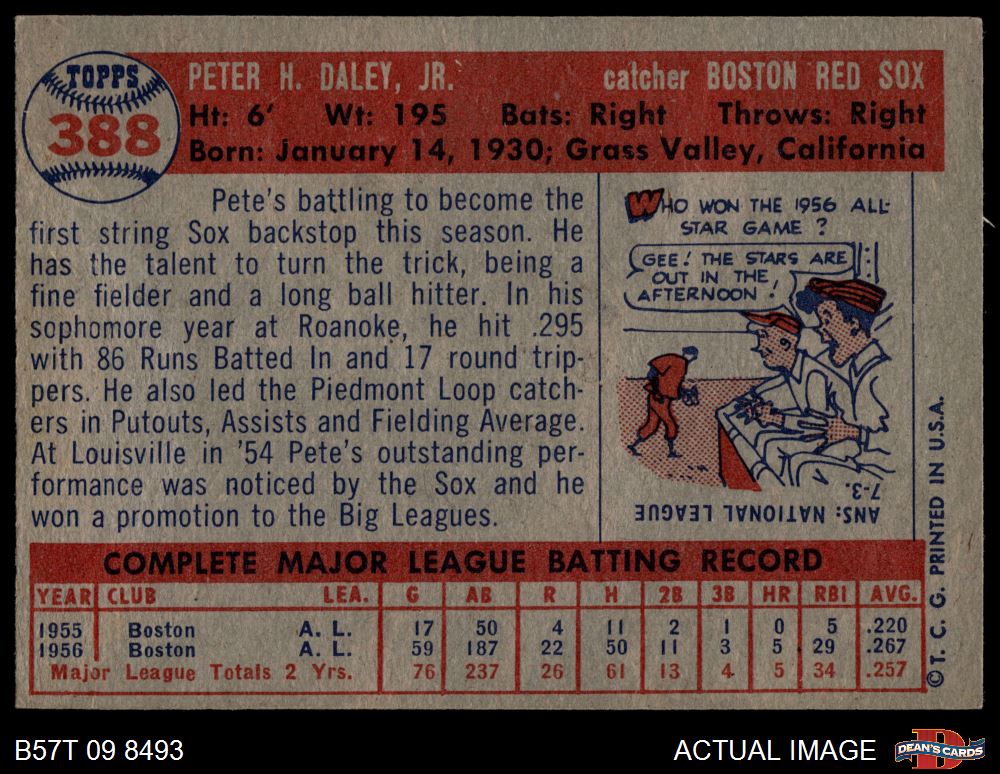 TOPPS
388
PETER H. DALEY, JR. catcher BOSTON RED SOX
Ht: 6' Wt: 195 Bats: Right Throws: Right
Born: January 14, 1930; Grass Valley, California
Pete's battling to become the
first string Sox backstop this season. He
has the talent to turn the trick, being a
fine fielder and a long ball hitter. In his
sophomore year at Roanoke, he hit .295
with 86 Runs Batted In and 17 round trip-
pers. He also led the Piedmont Loop catch-
ers in Putouts, Assists and Fielding Average.
At Louisville in '54 Pete's outstanding per-
formance was noticed by the Sox and he
won a promotion to the Big Leagues.
WHO WON THE 1956 ALL-
STAR GAME ?
GEE! THE STARS ARE
OUT IN THE
AFTERNOON!
ANS: NATIONAL LEAGUE
7-3.
COMPLETE MAJOR LEAGUE BATTING RECORD
YEAR CLUB LEA. G AB R H 2B 3B HR RBI AVG.
1955 Boston A. L. 17 50 4 11 2 1 0 5 .220
1956 Boston A. L. 59 187 22 50 11 3 5 29 .267
Major League Totals 2 Yrs. 76 237 26 61 13 4 5 34 .257
© T. C. G. PRINTED IN U.S.A.
B57T 09 8493 ACTUAL IMAGE
DEAN'S CARDS